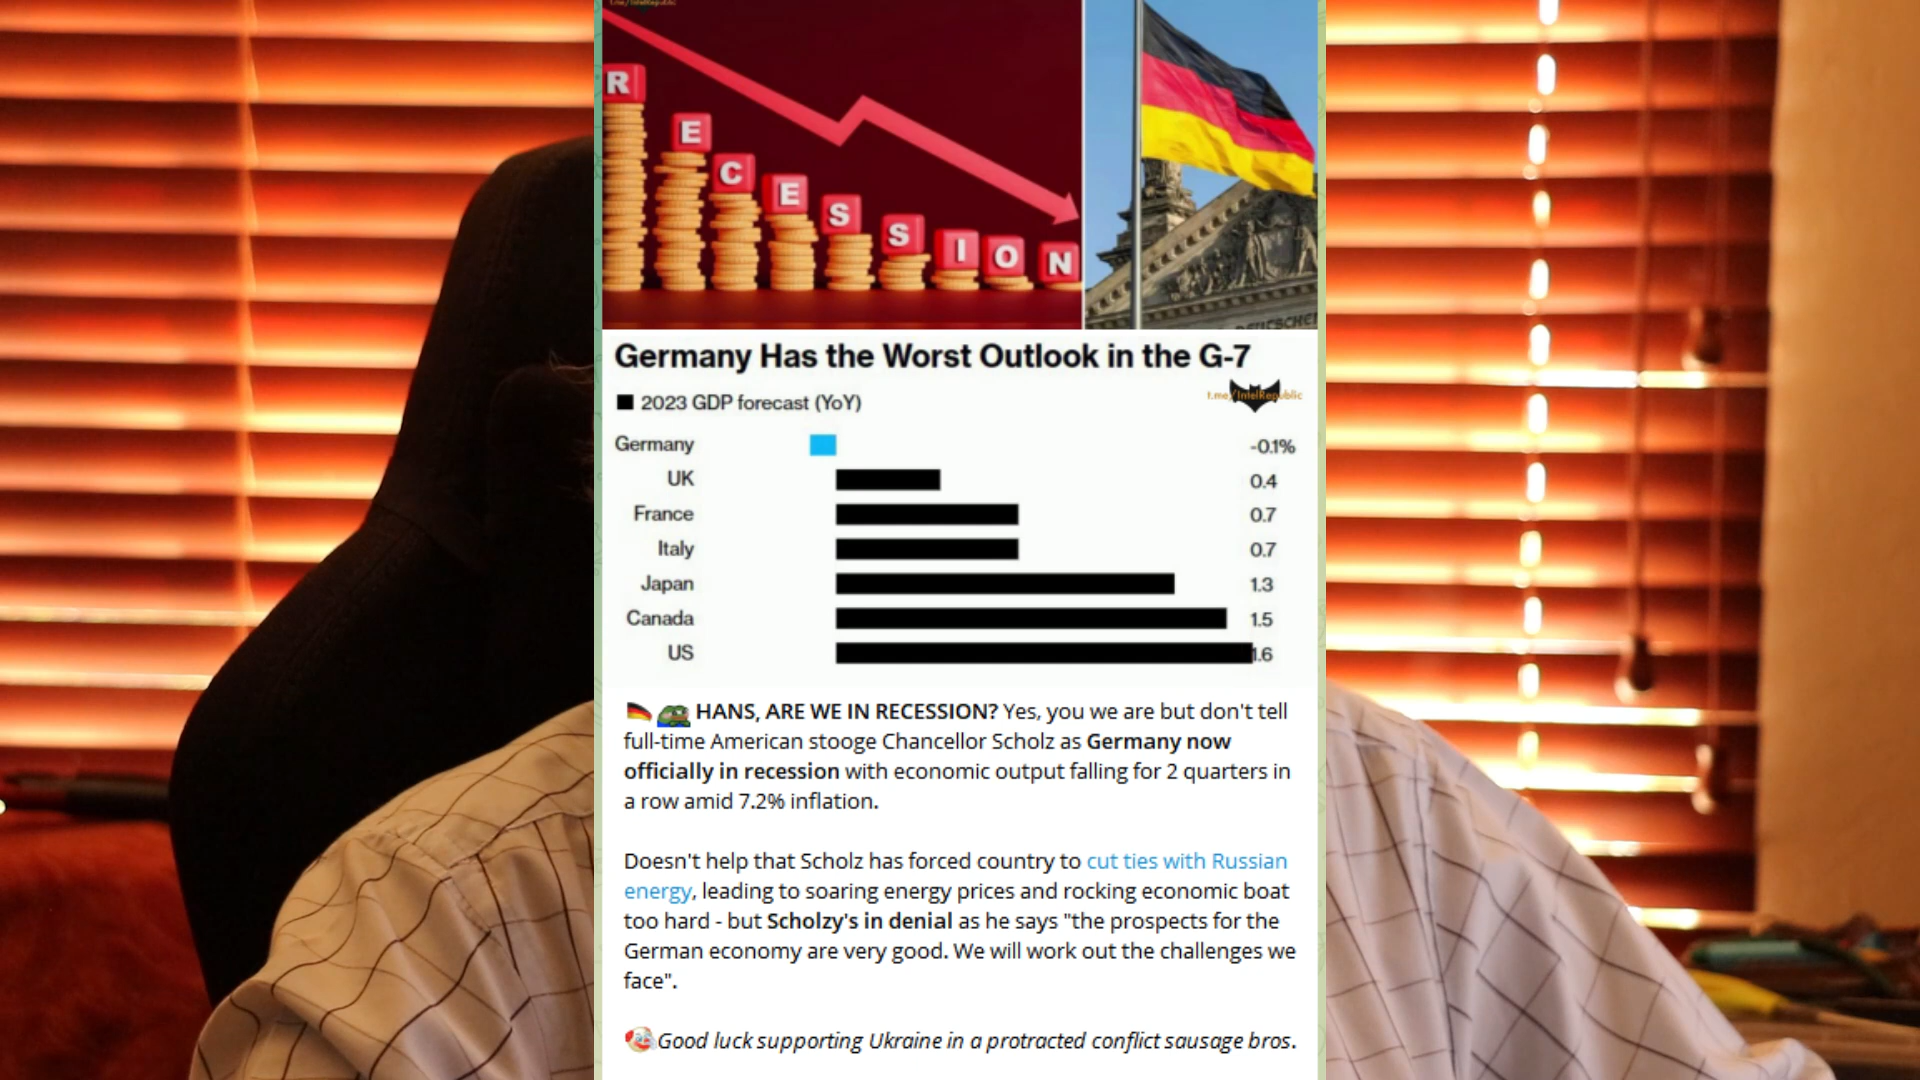 t.me/IntelRepublic
R
E
C
E
S
S
I
O
N
DEUTSCHEN
Germany Has the Worst Outlook in the G-7
2023 GDP forecast (YoY)
t.me/IntelRepublic
Germany -0.1%
UK 0.4
France 0.7
Italy 0.7
Japan 1.3
Canada 1.5
US 1.6
HANS, ARE WE IN RECESSION? Yes, you we are but don't tell
full-time American stooge Chancellor Scholz as Germany now
officially in recession with economic output falling for 2 quarters in
a row amid 7.2% inflation.
Doesn't help that Scholz has forced country to cut ties with Russian
energy, leading to soaring energy prices and rocking economic boat
too hard - but Scholzy's in denial as he says "the prospects for the
German economy are very good. We will work out the challenges we
face".
Good luck supporting Ukraine in a protracted conflict sausage bros.